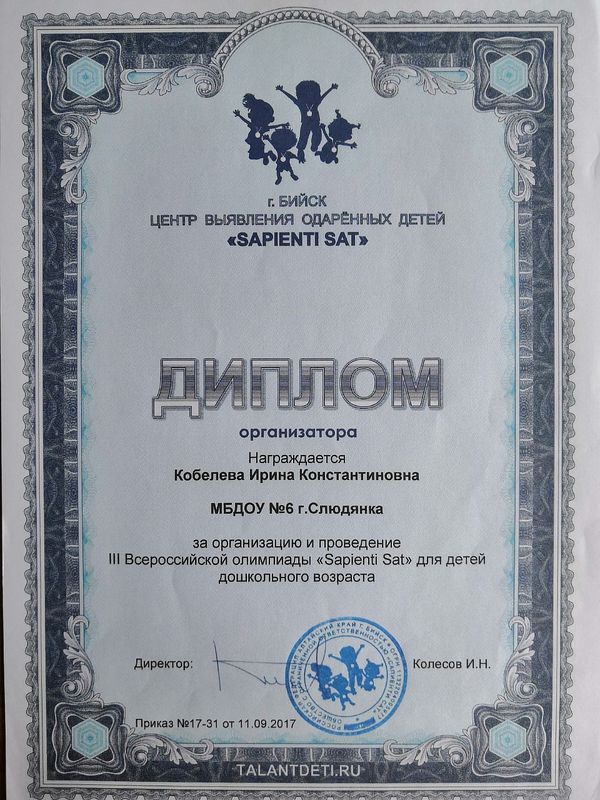 г. БИЙСК
ЦЕНТР ВЫЯВЛЕНИЯ ОДАРЁННЫХ ДЕТЕЙ
«SAPIENTI SAT»
ДИПЛОМ
организатора
Награждается
Кобелева Ирина Константиновна
МБДОУ №6 г.Слюдянка
за организацию и проведение
III Всероссийской олимпиады «Sapienti Sat» для детей
дошкольного возраста
Директор:
Колесов И.Н.
Приказ №17-31 от 11.09.2017
TALANTDETI.RU